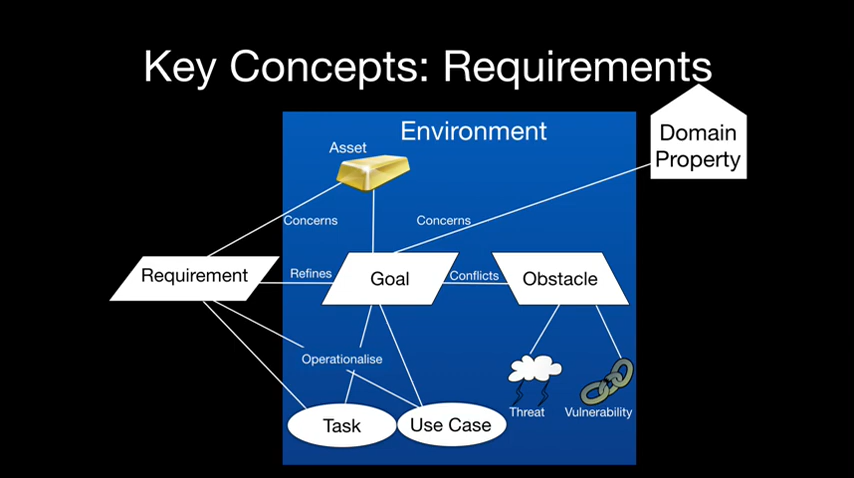 Key Concepts: Requirements
Environment
Domain
Property
Asset
Concerns
Concerns
Requirement
Refines
Goal
Conflicts
Obstacle
Operationalise
Threat
Vulnerability
Task
Use Case